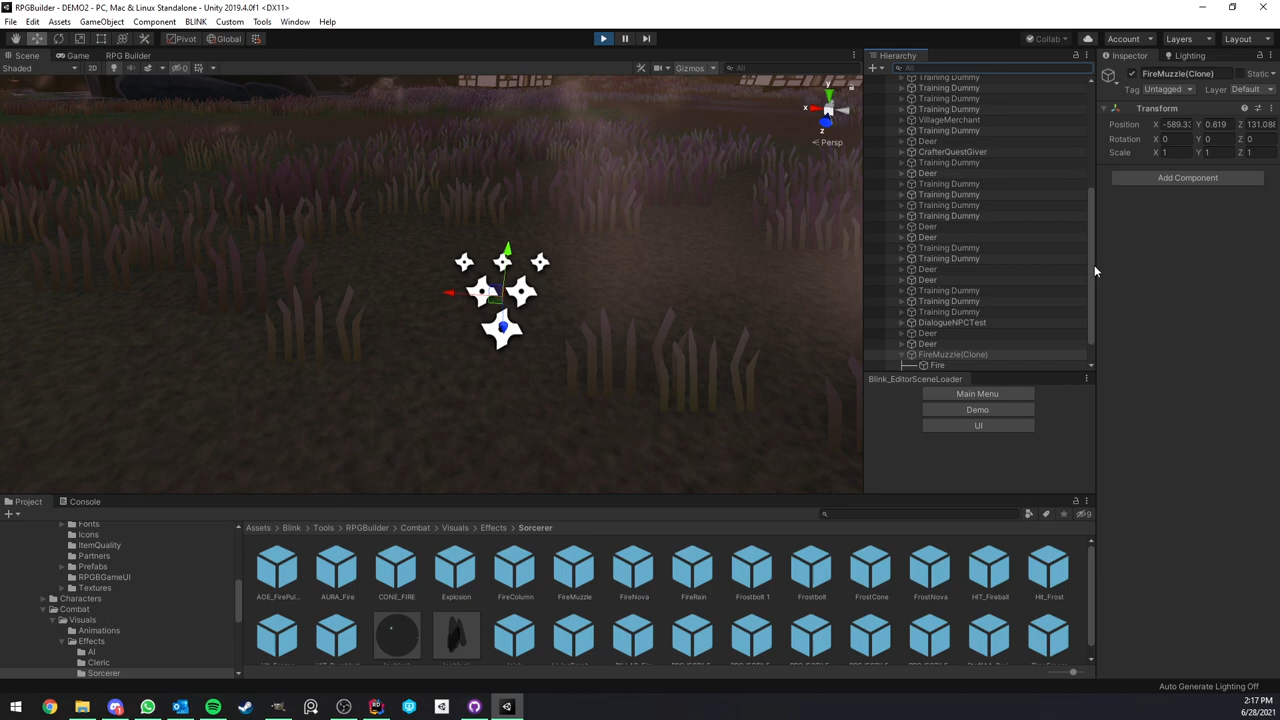 RPGBuilder - DEMO2 - PC, Mac & Linux Standalone - Unity 2019.4.0f1 <DX11>
File Edit Assets GameObject Component BLINK Custom Tools Window Help
Pivot Global Collab Account Layers Layout
Scene Game RPG Builder Hierarchy Inspector Lighting
Shaded 2D 0 Gizmos All All
FireMuzzle(Clone) Static
Tag Untagged Layer Default
Transform
Position X -589.33 Y 0.619 Z 131.088
Rotation X 0 Y 0 Z 0
Scale X 1 Y 1 Z 1
Add Component
y
x
z
< Persp
Training Dummy
Training Dummy
Training Dummy
Training Dummy
VillageMerchant
Training Dummy
Deer
CrafterQuestGiver
Training Dummy
Deer
Training Dummy
Training Dummy
Training Dummy
Training Dummy
Deer
Deer
Training Dummy
Training Dummy
Deer
Deer
Training Dummy
Training Dummy
Training Dummy
DialogueNPCTest
Deer
Deer
FireMuzzle(Clone)
Fire
Blink_EditorSceneLoader
Main Menu
Demo
UI
Project Console
9
Fonts
Icons
ItemQuality
Partners
Prefabs
RPGBGameUI
Textures
Characters
Combat
Visuals
Animations
Effects
AI
Cleric
Sorcerer
Assets > Blink > Tools > RPGBuilder > Combat > Visuals > Effects > Sorcerer
AOE_FirePul... AURA_Fire CONE_FIRE Explosion FireColumn FireMuzzle FireNova FireRain Frostbolt 1 Frostbolt FrostCone FrostNova HIT_Fireball Hit_Frost
Auto Generate Lighting Off
2:17 PM
6/28/2021